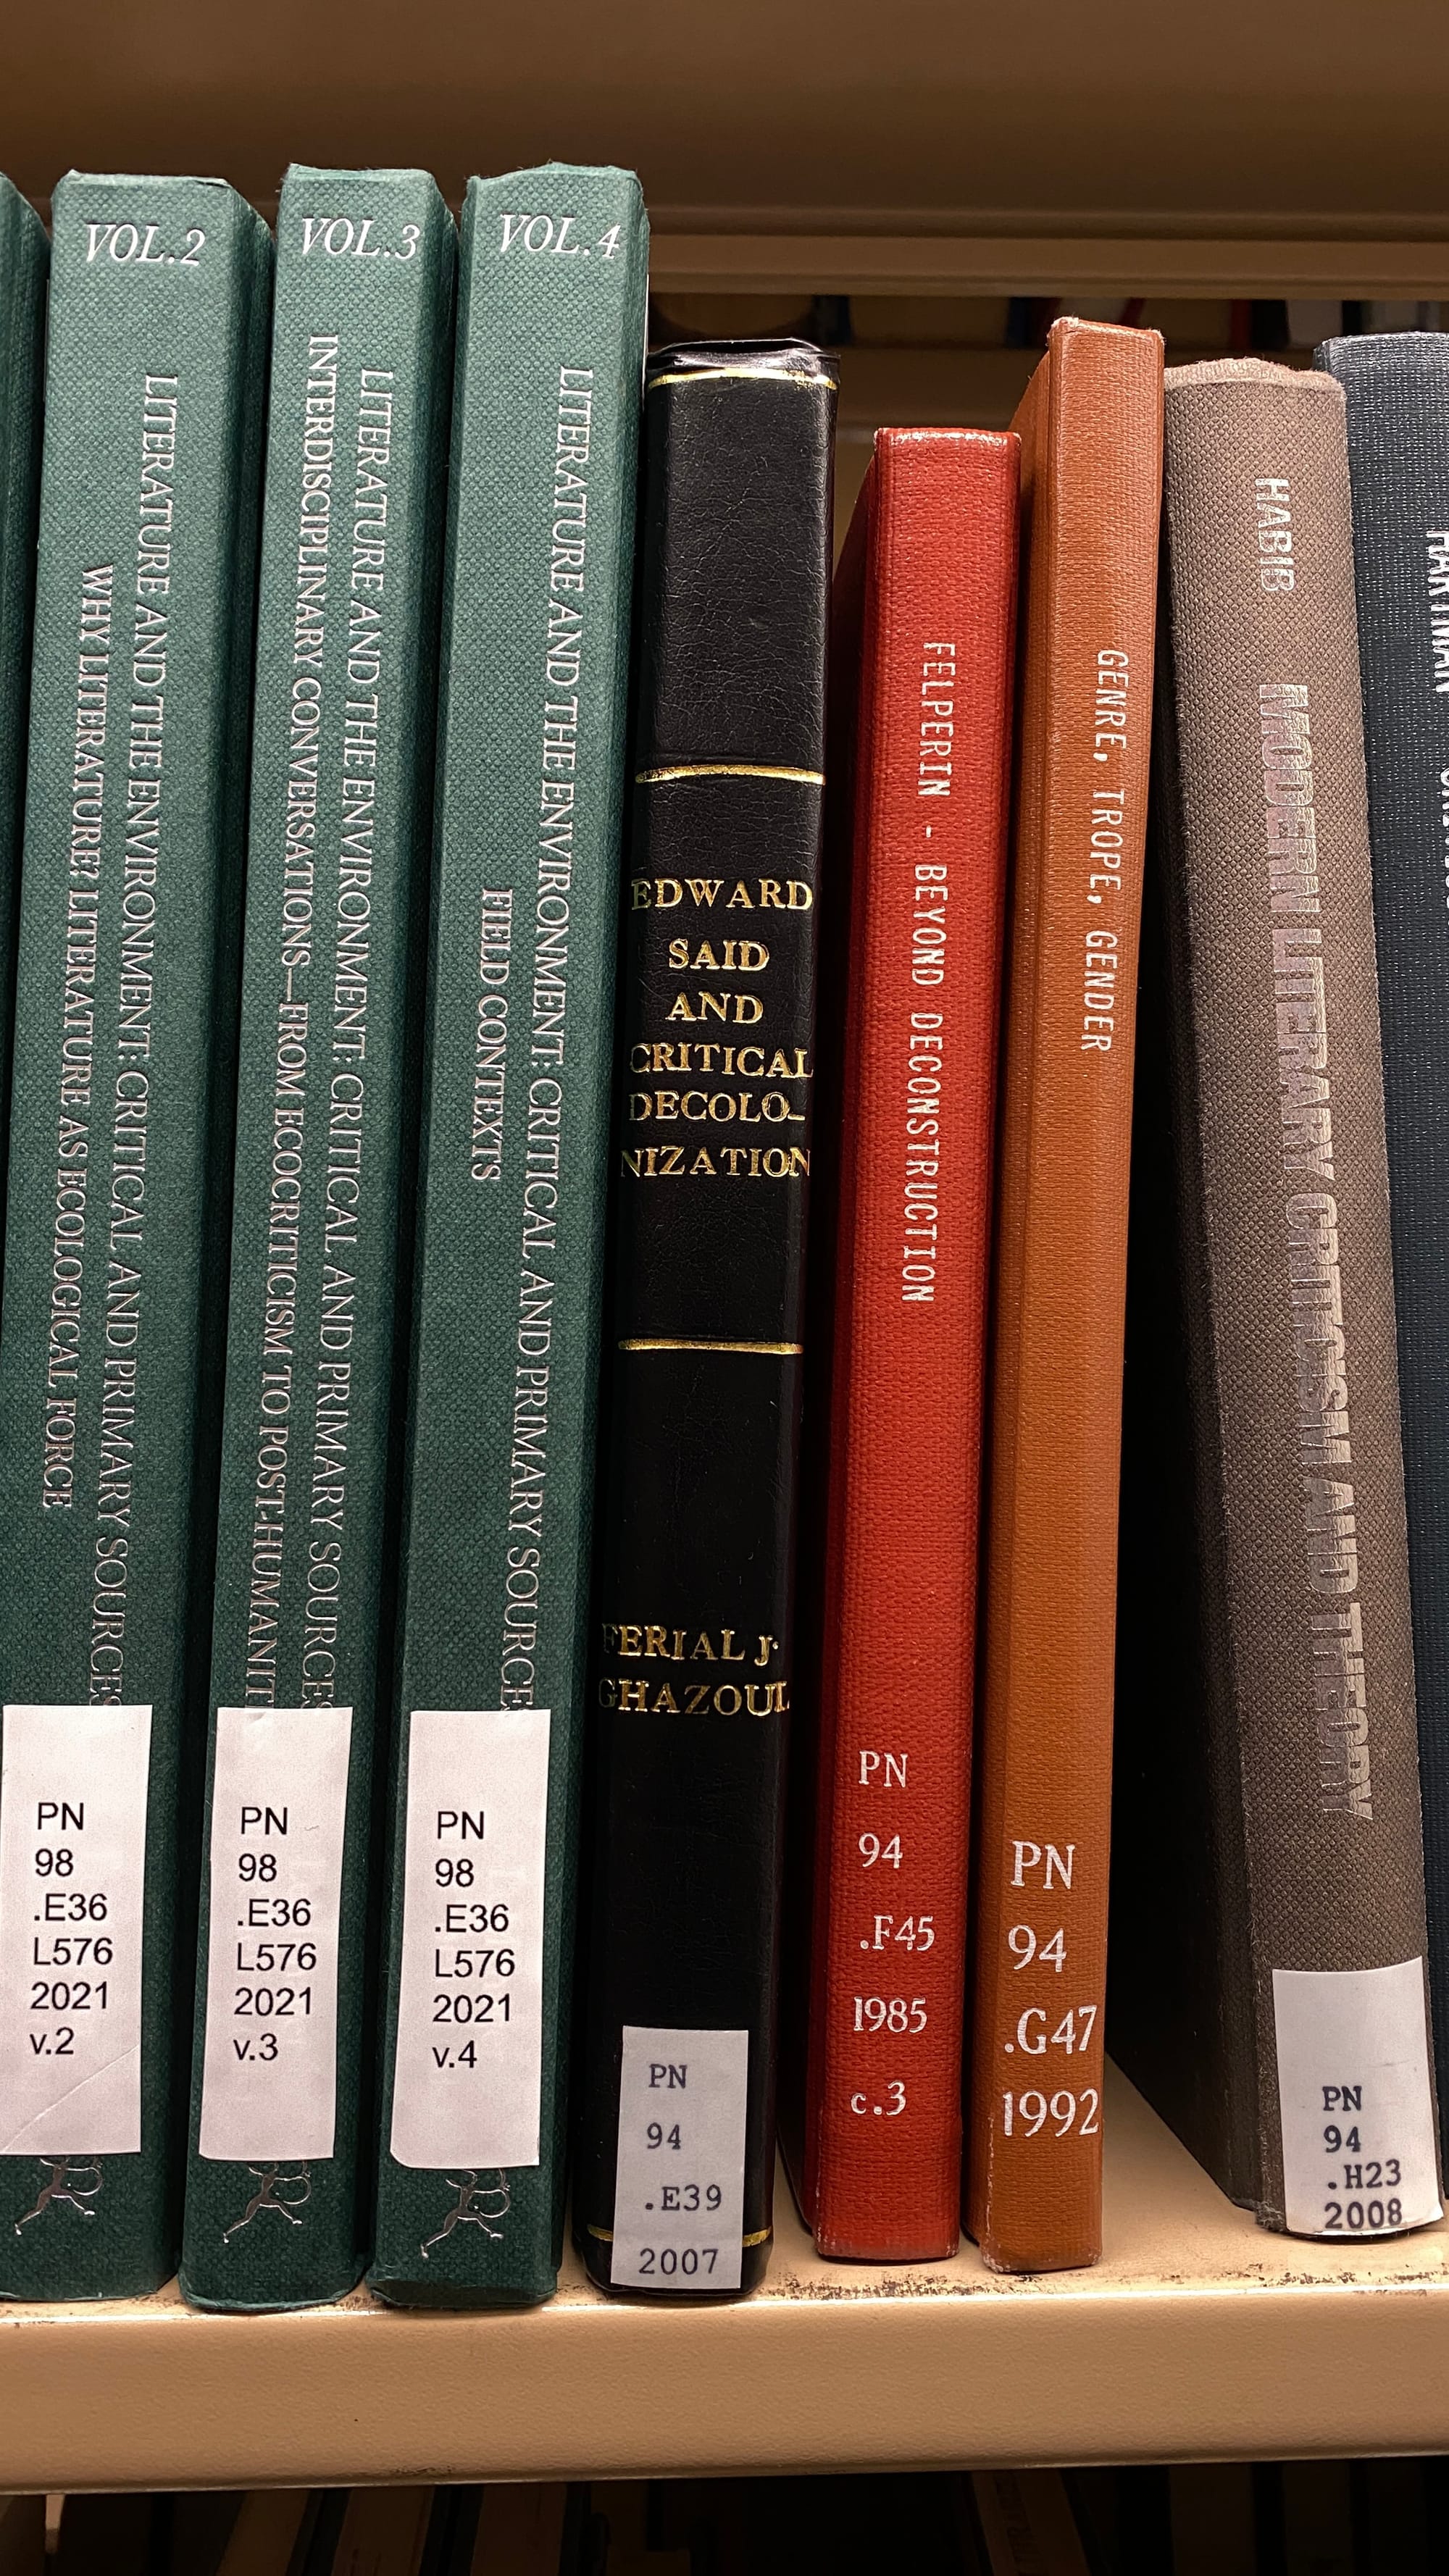 VOL.2
LITERATURE AND THE ENVIRONMENT: CRITICAL AND PRIMARY SOURCES
WHY LITERATURE? LITERATURE AS ECOLOGICAL FORCE
PN
98
.E36
L576
2021
v.2
VOL.3
LITERATURE AND THE ENVIRONMENT: CRITICAL AND PRIMARY SOURCES
INTERDISCIPLINARY CONVERSATIONS—FROM ECOCRITICISM TO POST-HUMANIT
PN
98
.E36
L576
2021
v.3
VOL.4
LITERATURE AND THE ENVIRONMENT: CRITICAL AND PRIMARY SOURCES
FIELD CONTEXTS
PN
98
.E36
L576
2021
v.4
EDWARD
SAID
AND
CRITICAL
DECOLO-
NIZATION
FERIAL J.
GHAZOUL
PN
94
.E39
2007
FELPERIN - BEYOND DECONSTRUCTION
PN
94
.F45
1985
c.3
GENRE, TROPE, GENDER
PN
94
.G47
1992
HABIB MODERN LITERARY CRITICISM AND THEORY
PN
94
.H23
2008
HARTMAN